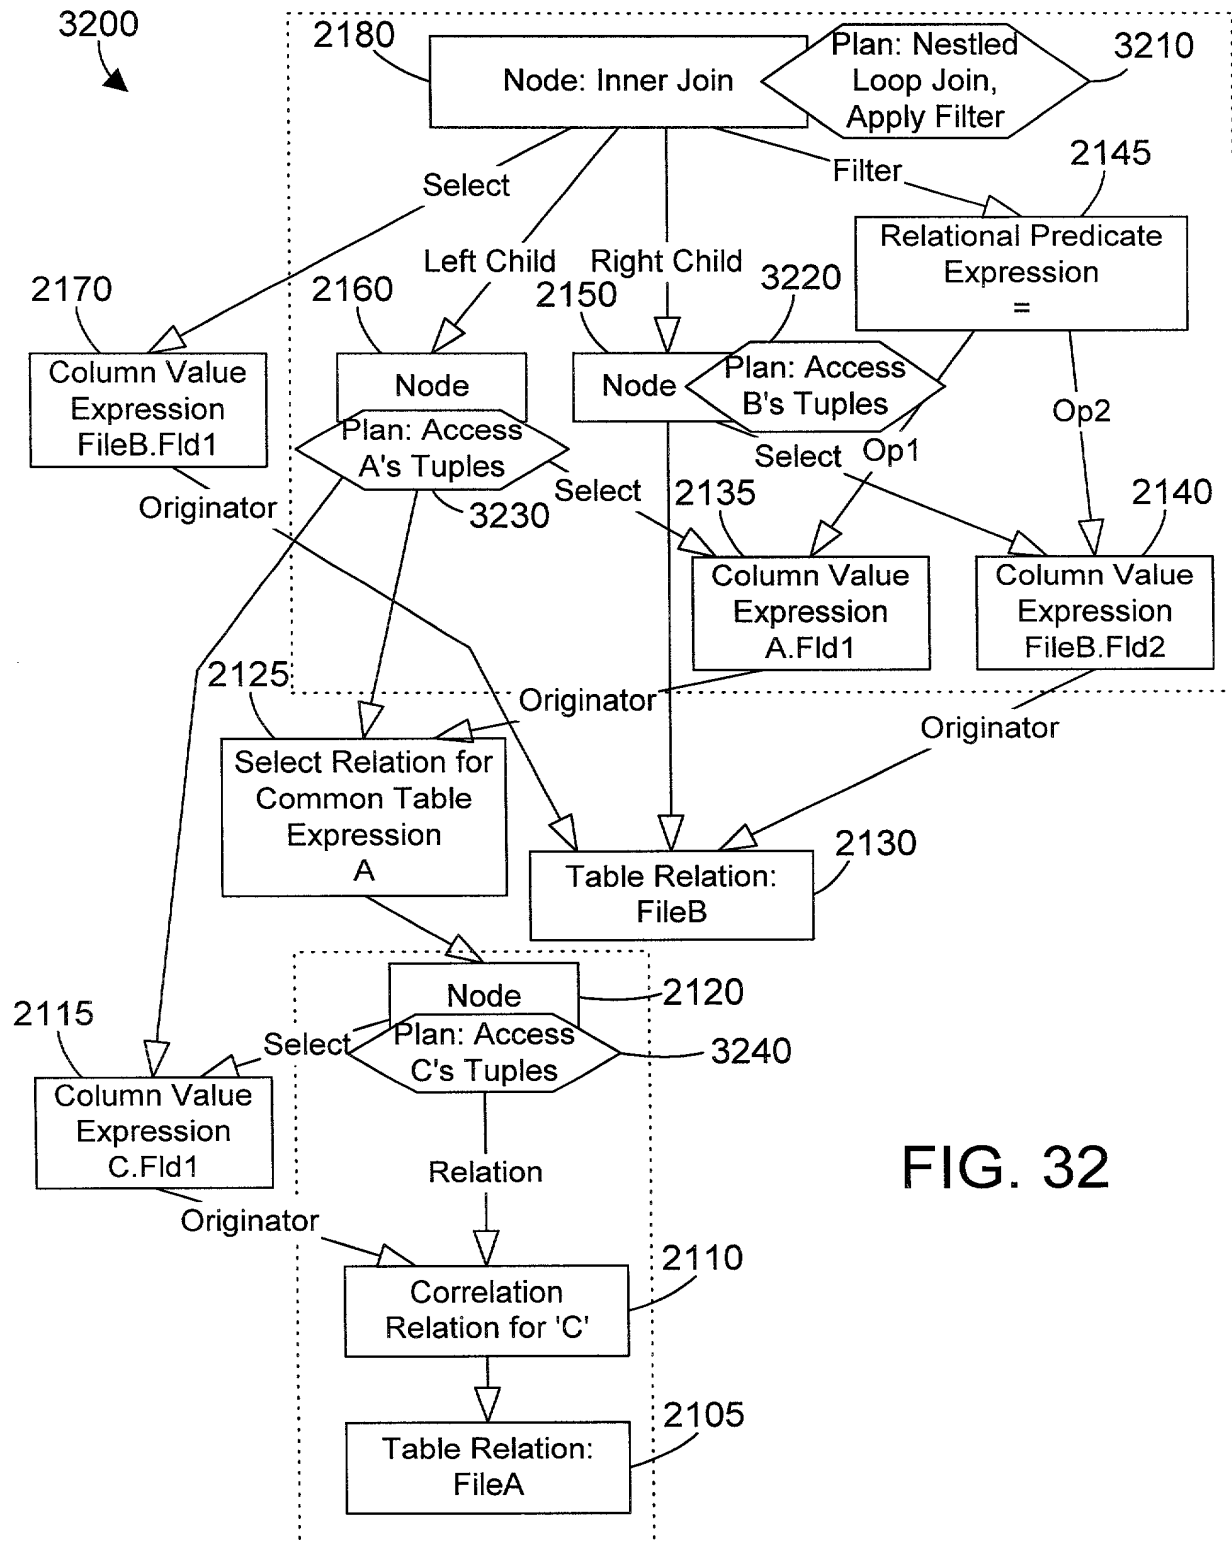 3200
2180
Node: Inner Join
Plan: Nestled
Loop Join,
Apply Filter
3210
2145
Select
Filter
Relational Predicate
Expression
=
Left Child
Right Child
2170
2160
2150
3220
Column Value
Expression
FileB.Fld1
Node
Node
Plan: Access
B's Tuples
Op2
Plan: Access
A's Tuples
Select
Op1
Originator
3230
Select
2135
2140
Column Value
Expression
A.Fld1
Column Value
Expression
FileB.Fld2
2125
Originator
Originator
Select Relation for
Common Table
Expression
A
2130
Table Relation:
FileB
Node
2120
2115
Select
Plan: Access
C's Tuples
3240
Column Value
Expression
C.Fld1
Relation
FIG. 32
Originator
2110
Correlation
Relation for 'C'
2105
Table Relation:
FileA